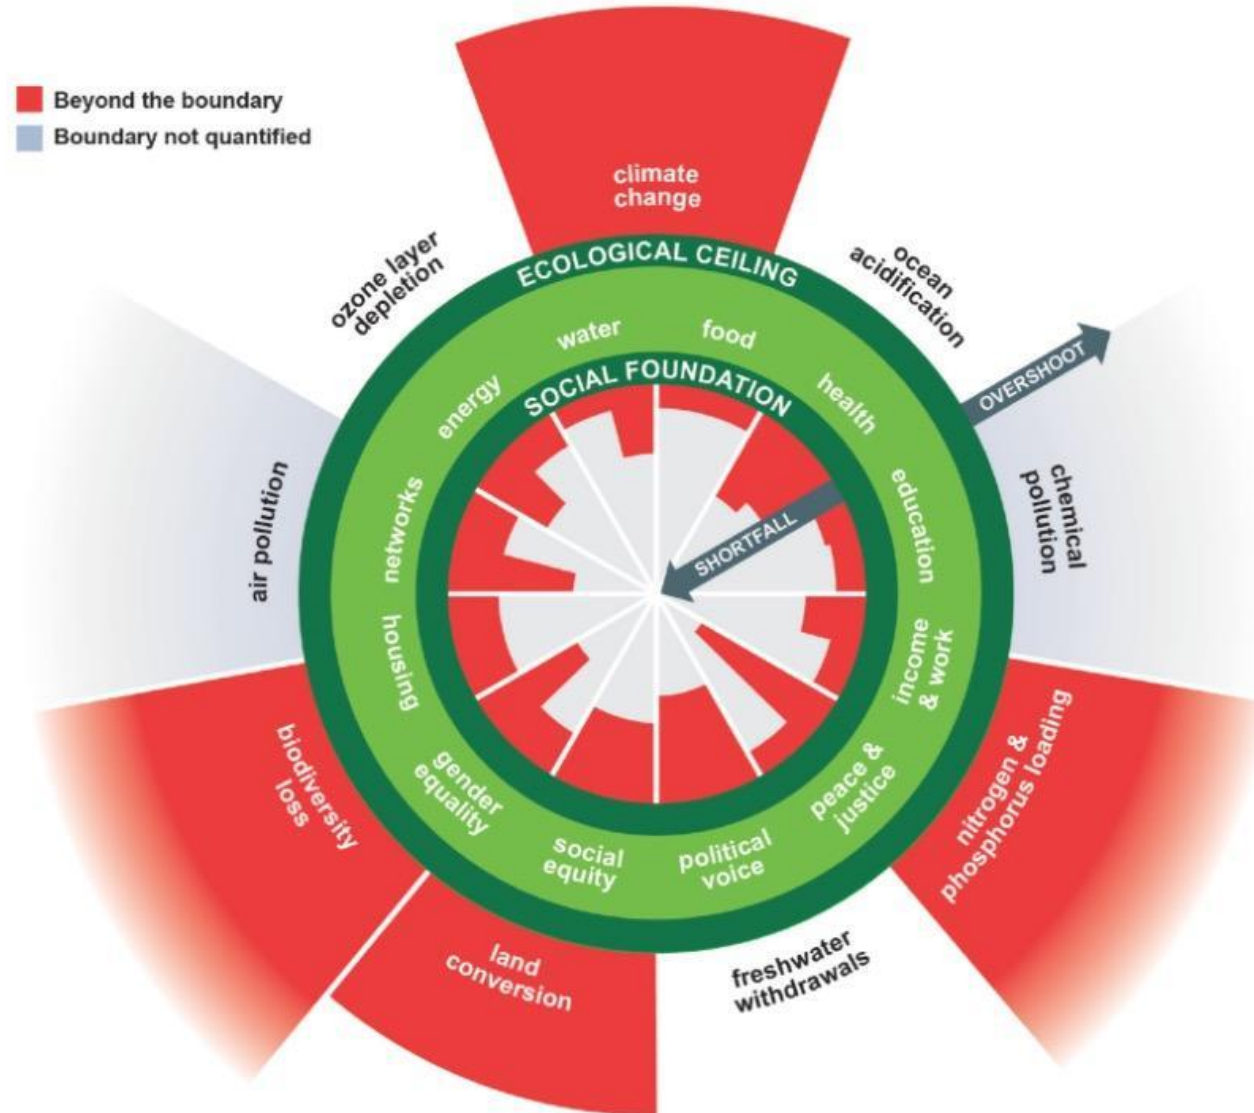 Beyond the boundary
Boundary not quantified
climate
change
ozone layer
depletion
ECOLOGICAL CEILING
ocean
acidification
water
food
energy
SOCIAL FOUNDATION
health
OVERSHOOT
networks
SHORTFALL
education
air pollution
chemical
pollution
housing
income
& work
biodiversity
loss
gender
equality
social
equity
political
voice
peace &
justice
nitrogen &
phosphorus loading
land
conversion
freshwater
withdrawals